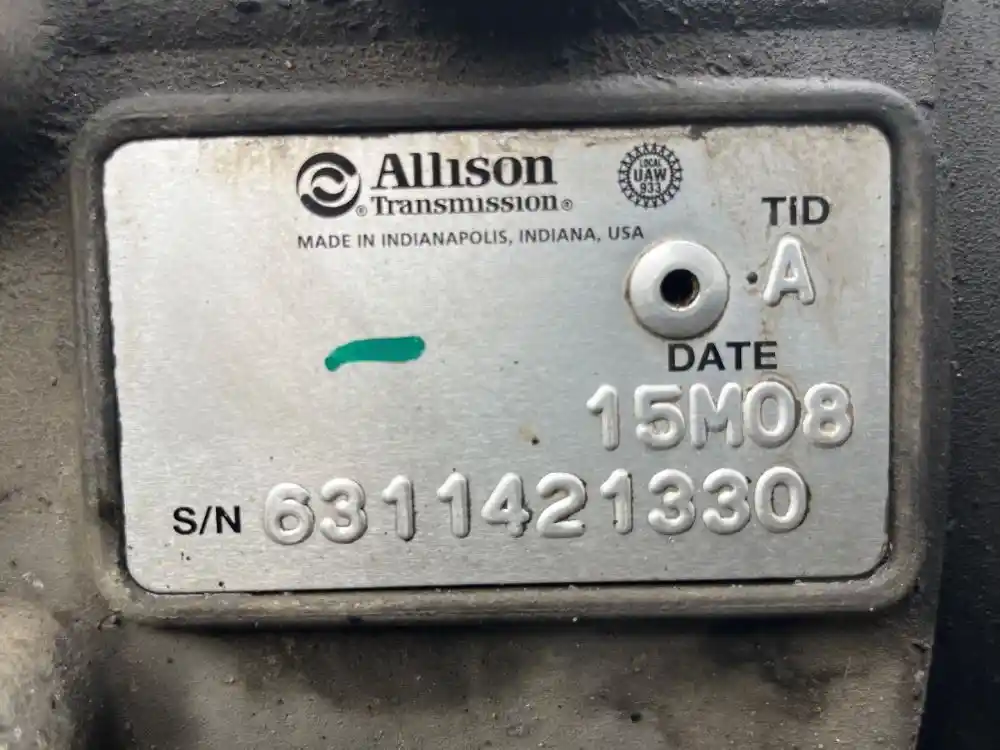 Allison
Transmission®
MADE IN INDIANAPOLIS, INDIANA, USA
LOCAL
UAW
933
TID
A
DATE
15M08
S/N 6311421330